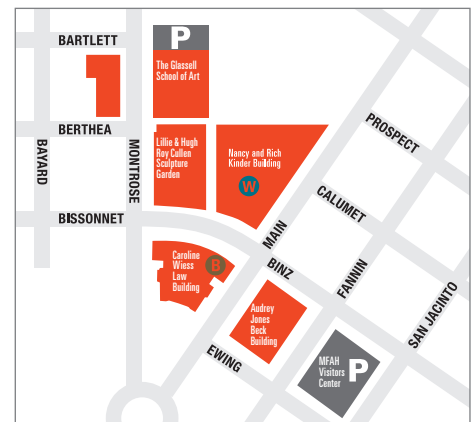 BARTLETT
P
The Glassell
School of Art
BERTHEA
BAYARD
MONTROSE
Lillie & Hugh
Roy Cullen
Sculpture
Garden
Nancy and Rich
Kinder Building
W
PROSPECT
CALUMET
BISSONNET
MAIN
BINZ
FANNIN
SAN JACINTO
Caroline
Wiess
Law
Building
B
Audrey
Jones
Beck
Building
EWING
MFAH
Visitors
Center
P